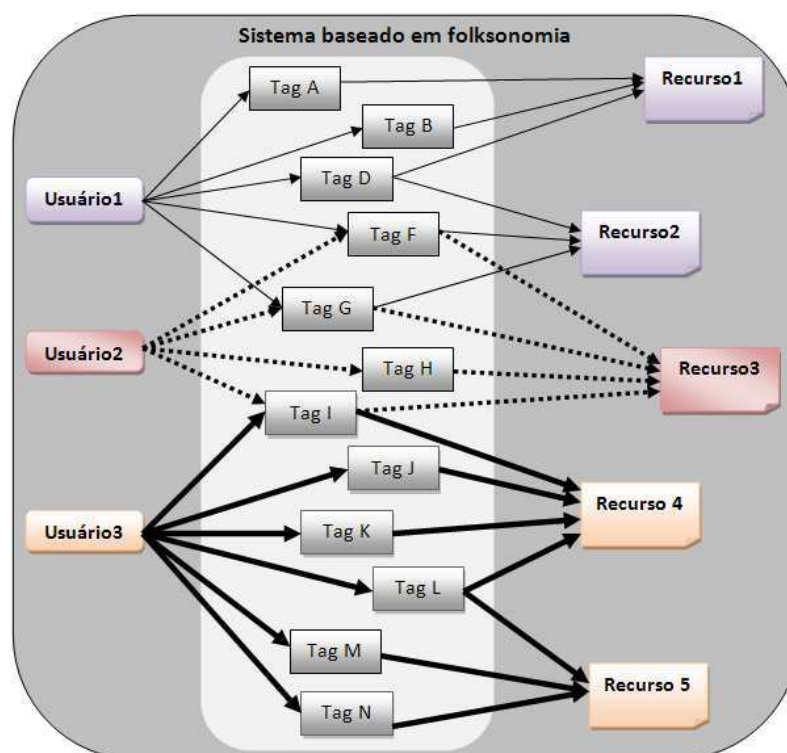 Sistema baseado em folksonomia
Tag A
Recurso1
Tag B
Tag D
Usuário1
Tag F
Recurso2
Tag G
Usuário2
Tag H
Recurso3
Tag I
Tag J
Recurso 4
Usuário3
Tag K
Tag L
Tag M
Recurso 5
Tag N